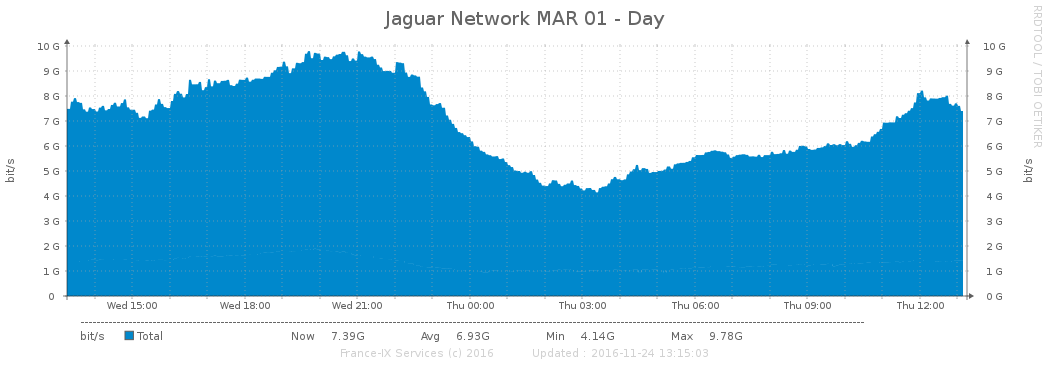 Jaguar Network MAR 01 - Day
RRDTOOL / TOBI OETIKER
10 G 10 G
9 G 9 G
8 G 8 G
7 G 7 G
6 G 6 G
5 G 5 G
4 G 4 G
3 G 3 G
2 G 2 G
1 G 1 G
0 0 G
bit/s
bit/s
Wed 15:00 Wed 18:00 Wed 21:00 Thu 00:00 Thu 03:00 Thu 06:00 Thu 09:00 Thu 12:00
bit/s Total Now 7.39G Avg 6.93G Min 4.14G Max 9.78G
France-IX Services (c) 2016 Updated : 2016-11-24 13:15:03